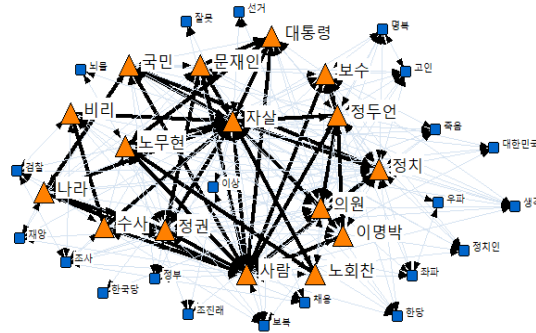 선거
잘못
대통령
명복
국민
문재인
뇌물
보수
고인
비리
자살
정두언
죽음
노무현
대한민국
검찰
정치
이상
나라
의원
우파
수사
정권
이명박
재앙
정치인
조사
사람
노회찬
좌파
정부
한국당
채용
조진래
보복
한당